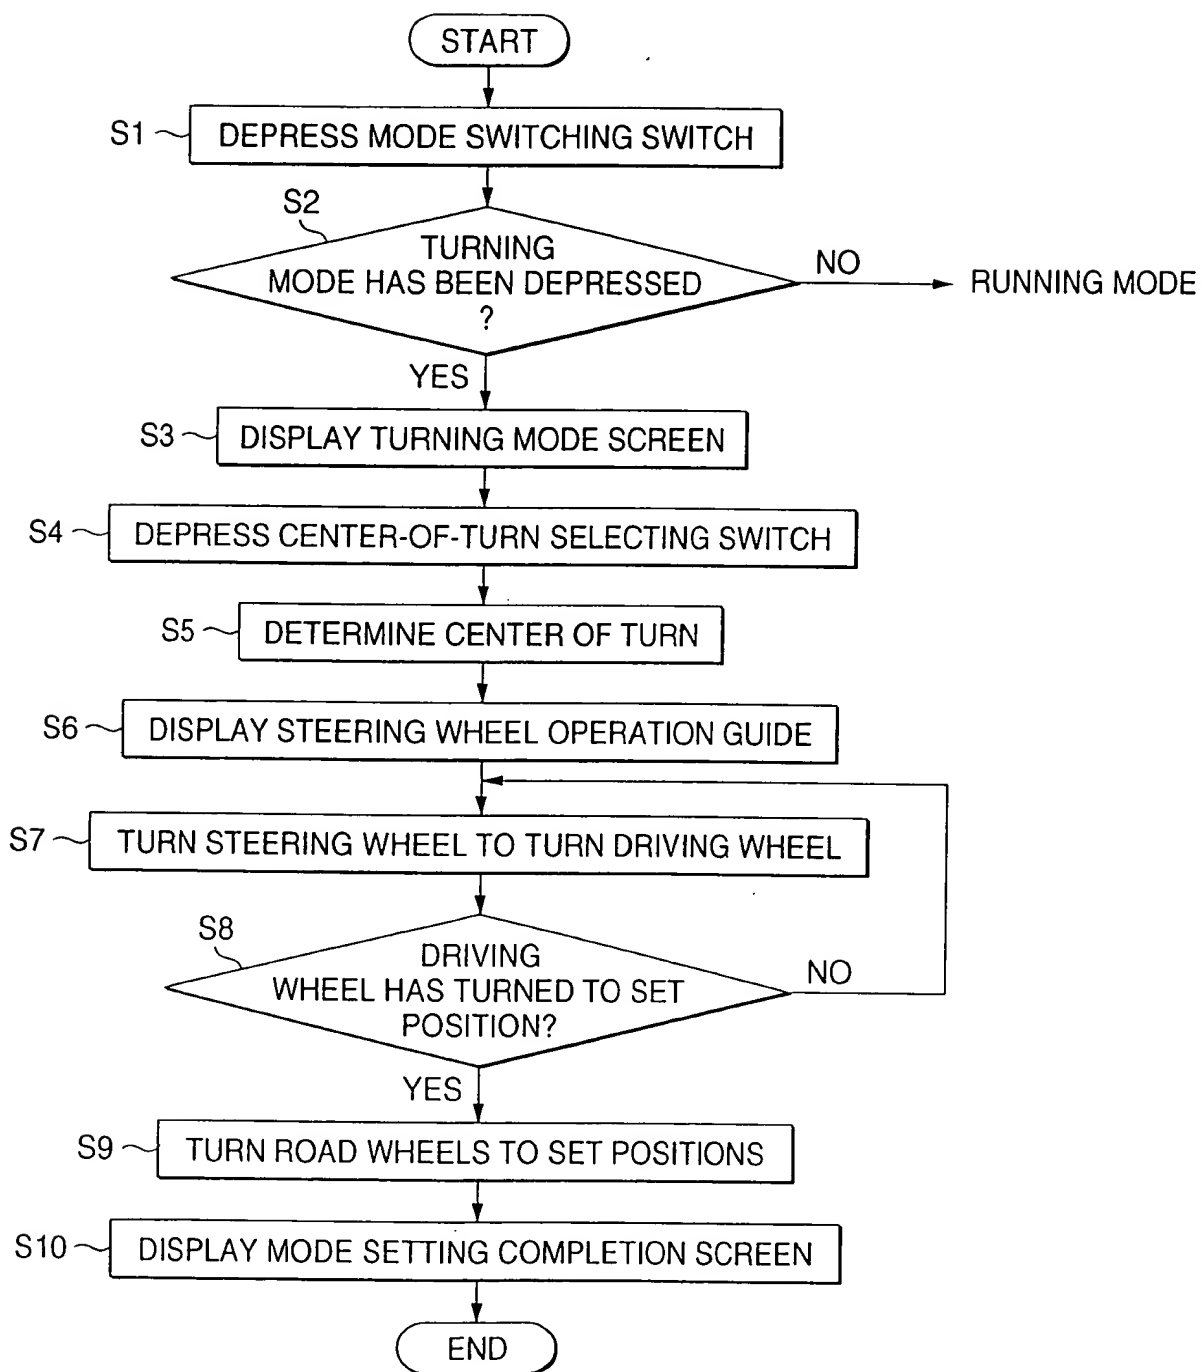 START
S1
DEPRESS MODE SWITCHING SWITCH
S2
TURNING
MODE HAS BEEN DEPRESSED
?
NO
RUNNING MODE
YES
S3
DISPLAY TURNING MODE SCREEN
S4
DEPRESS CENTER-OF-TURN SELECTING SWITCH
S5
DETERMINE CENTER OF TURN
S6
DISPLAY STEERING WHEEL OPERATION GUIDE
S7
TURN STEERING WHEEL TO TURN DRIVING WHEEL
S8
DRIVING
WHEEL HAS TURNED TO SET
POSITION?
NO
YES
S9
TURN ROAD WHEELS TO SET POSITIONS
S10
DISPLAY MODE SETTING COMPLETION SCREEN
END